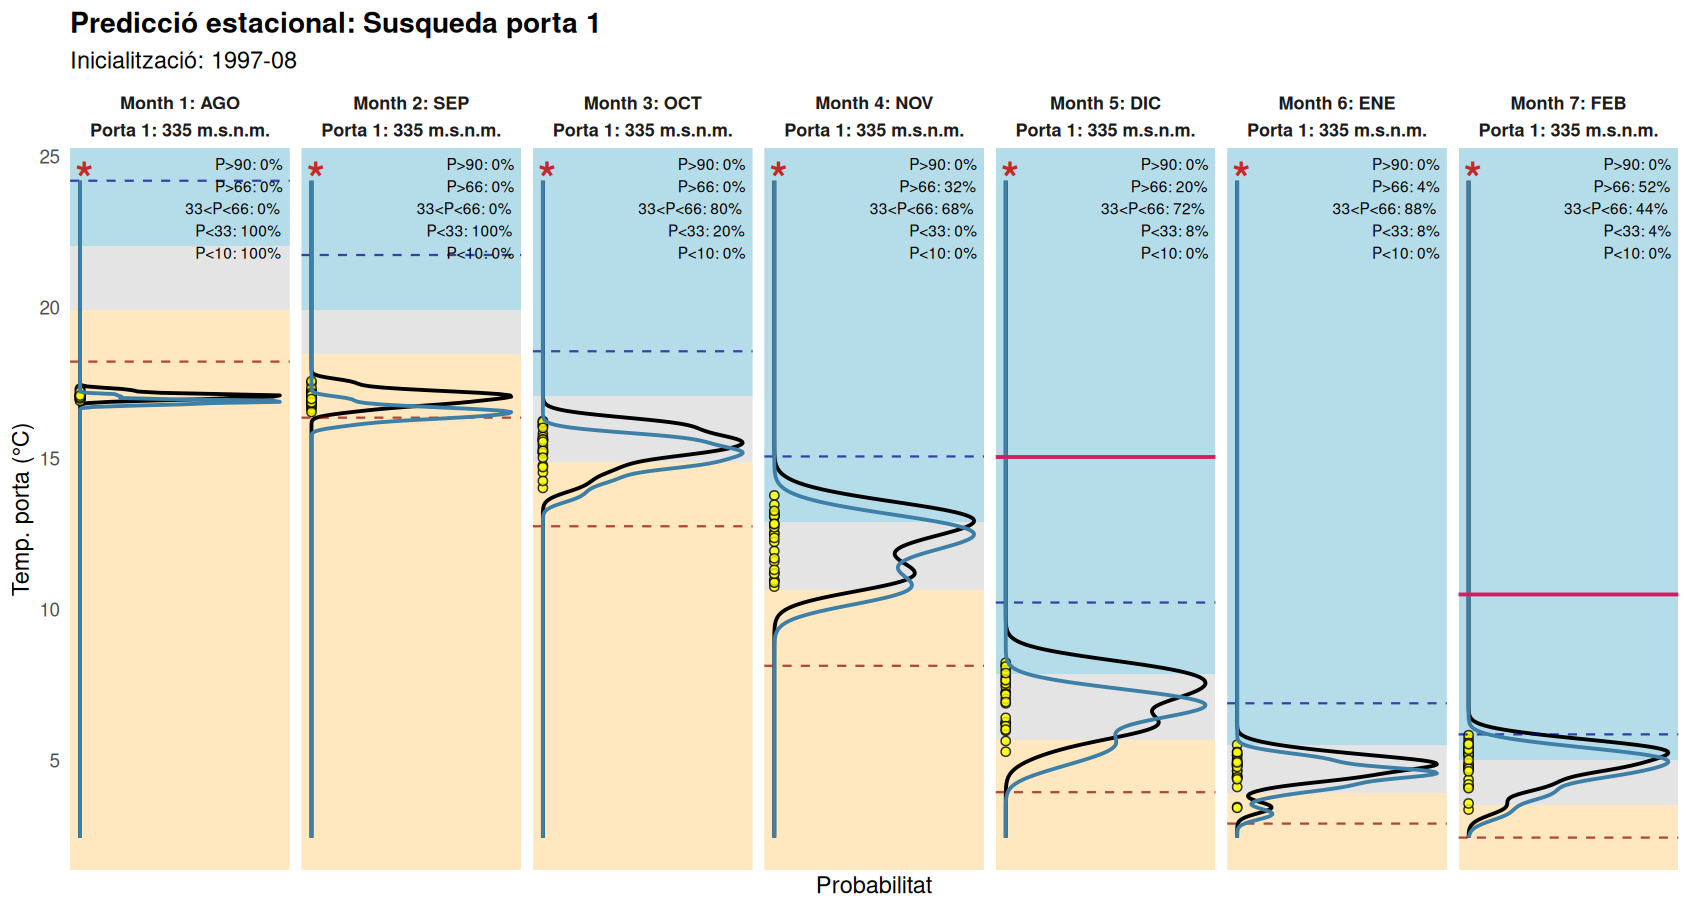 Predicció estacional: Susqueda porta 1
Inicialització: 1997-08
Month 1: AGO
Porta 1: 335 m.s.n.m.
Month 2: SEP
Porta 1: 335 m.s.n.m.
Month 3: OCT
Porta 1: 335 m.s.n.m.
Month 4: NOV
Porta 1: 335 m.s.n.m.
Month 5: DIC
Porta 1: 335 m.s.n.m.
Month 6: ENE
Porta 1: 335 m.s.n.m.
Month 7: FEB
Porta 1: 335 m.s.n.m.
Temp. porta (°C)
25
20
15
10
5
*
P>90: 0%
P>66: 0%
33<P<66: 0%
P<33: 100%
P<10: 100%
*
P>90: 0%
P>66: 0%
33<P<66: 0%
P<33: 100%
P<10: 0%
*
P>90: 0%
P>66: 0%
33<P<66: 80%
P<33: 20%
P<10: 0%
*
P>90: 0%
P>66: 32%
33<P<66: 68%
P<33: 0%
P<10: 0%
*
P>90: 0%
P>66: 20%
33<P<66: 72%
P<33: 8%
P<10: 0%
*
P>90: 0%
P>66: 4%
33<P<66: 88%
P<33: 8%
P<10: 0%
*
P>90: 0%
P>66: 52%
33<P<66: 44%
P<33: 4%
P<10: 0%
Probabilitat